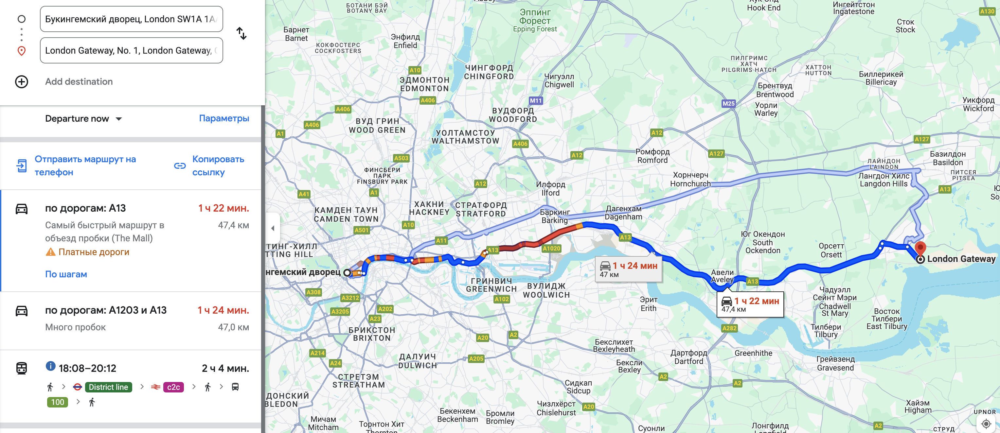 Букингемский дворец, London SW1A 1A
London Gateway, No. 1, London Gateway,
Add destination
Departure now
Параметры
Отправить маршрут на
телефон
Копировать
ссылку
по дорогам: A13
1 ч 22 мин.
Самый быстрый маршрут в
объезд пробки (The Mall)
47,4 км
Платные дороги
По шагам
по дорогам: A1203 и A13
1 ч 24 мин.
Много пробок
47,0 км
18:08–20:12
2 ч 4 мин.
District line
c2c
100
БОТАНИ БЭЙ
BOTANY BAY
Эппинг
Форест
Epping Forest
Hook End
Ингейтстон
Ingatestone
A130
Сток
Stock
Барнет
Barnet
Энфилд
Enfield
КОКФОСТЕРС
COCKFOSTERS
A10
ЧИНГФОРД
CHINGFORD
ЭДМОНТОН
EDMONTON
Чигуэлл
Chigwell
ПИЛГРИМС
ХАТЧ
PILGRIMS HATCH
ХАТТОН
HUTTON
Биллерикей
Billericay
Брентвуд
Brentwood
A406
A406
M11
M25
Уорли
Warley
Уикфорд
Wickford
ВУДФОРД
WOODFORD
A406
ВУД ГРИН
WOOD GREEN
A1
УОЛТАМСТОУ
WALTHAMSTOW
A12
A127
A406
Ромфорд
Romford
A127
A12
A503
Базилдон
Basildon
ЛАЙНДОН
LAINDON
ПИТСЕЯ
PITSEA
ФИНСБЕРИ
ПАРК
FINSBURY PARK
Хорнчерч
Hornchurch
Лангдон Хилс
Langdon Hills
A12
Илфорд
Ilford
A13
A41
A1
КАМДЕН ТАУН
CAMDEN TOWN
ХАКНИ
HACKNEY
СТРАТФОРД
STRATFORD
Баркинг
Barking
Дагенхам
Dagenham
A10
A501
A11
A13
Юг Окендон
South
Ockendon
ТИНГ-ХИЛЛ
TTING HILL
A13
A1020
Орсетт
Orsett
London Gateway
нгемский дворец
1 ч 24 мин
47 км
Авели
Aveley
A13
ГРИНВИЧ
GREENWICH
ВУЛИДЖ
WOOLWICH
A308
A3212
A102
Эрит
Erith
1 ч 22 мин
47,4 км
Чадуэлл
Сейнт Мэри
Chadwell
St Mary
Восток
Тилбери
East Tilbury
A3205
A202
A23
БРИКСТОН
BRIXTON
A282
Тилбери
Tilbury
A20
A2
Бекслихет
Bexleyheath
A214
ДАЛУИЧ
DULWICH
A205
Дартфорд
Dartford
Greenhithe
Грейвзенд
Gravesend
A24
Бексли
Bexley
СТРЕТЭМ
STREATHAM
A2
A2
Сидкап
Sidcup
ДОНСКИЙ
BLEDON
Чизлхёрст
Chislehurst
A20
Хайэм
Higham
Бекенхем
Beckenham
Бромли
Bromley
UPNOR
Мичам
Mitcham
Торнтон Хит
Лонгфилд
Суонли
A2
СТРУД